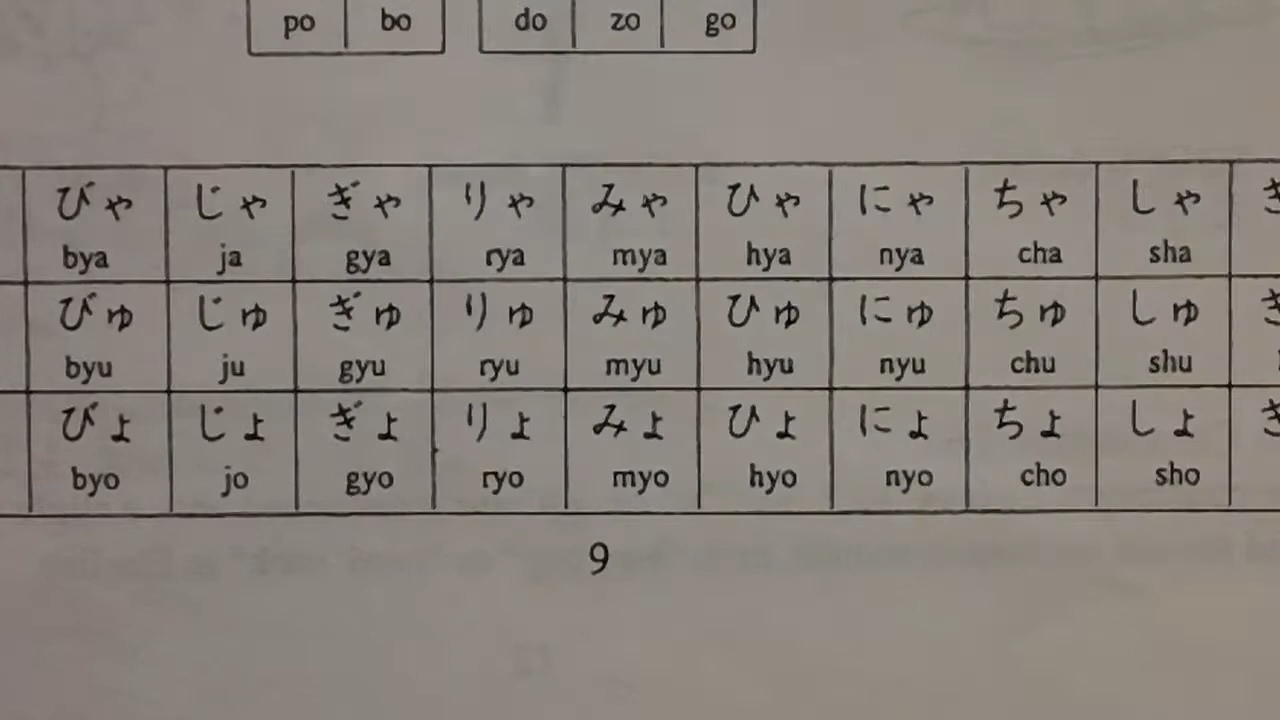 po bo do zo go
びゃ じゃ ぎゃ りゃ みゃ ひゃ にゃ ちゃ しゃ
bya ja gya rya mya hya nya cha sha
びゅ じゅ ぎゅ りゅ みゅ ひゅ にゅ ちゅ しゅ
byu ju gyu ryu myu hyu nyu chu shu
びょ じょ ぎょ りょ みょ ひょ にょ ちょ しょ
byo jo gyo ryo myo hyo nyo cho sho
9